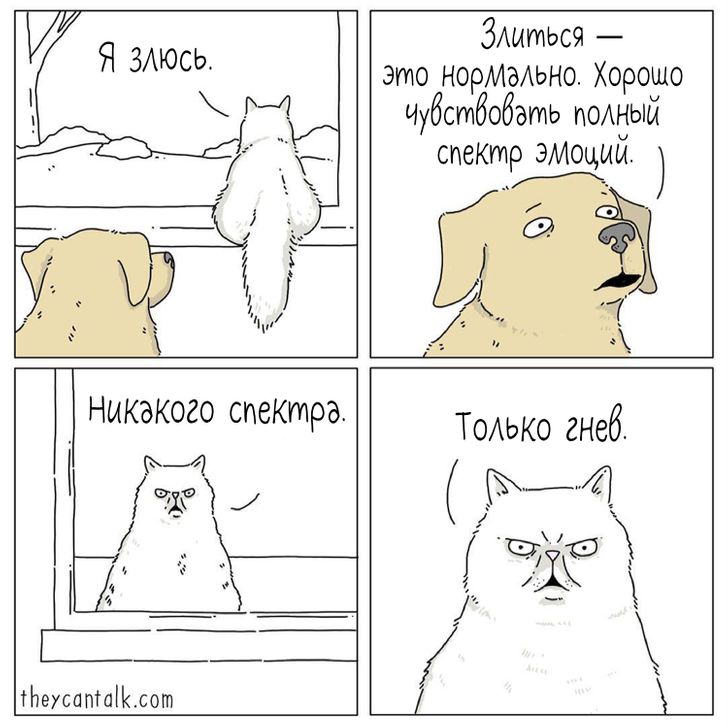 Я злюсь.
Злиться —
это нормально. Хорошо
чувствовать полный
спектр эмоций.
Никакого спектра.
Только гнев.
theycantalk.com